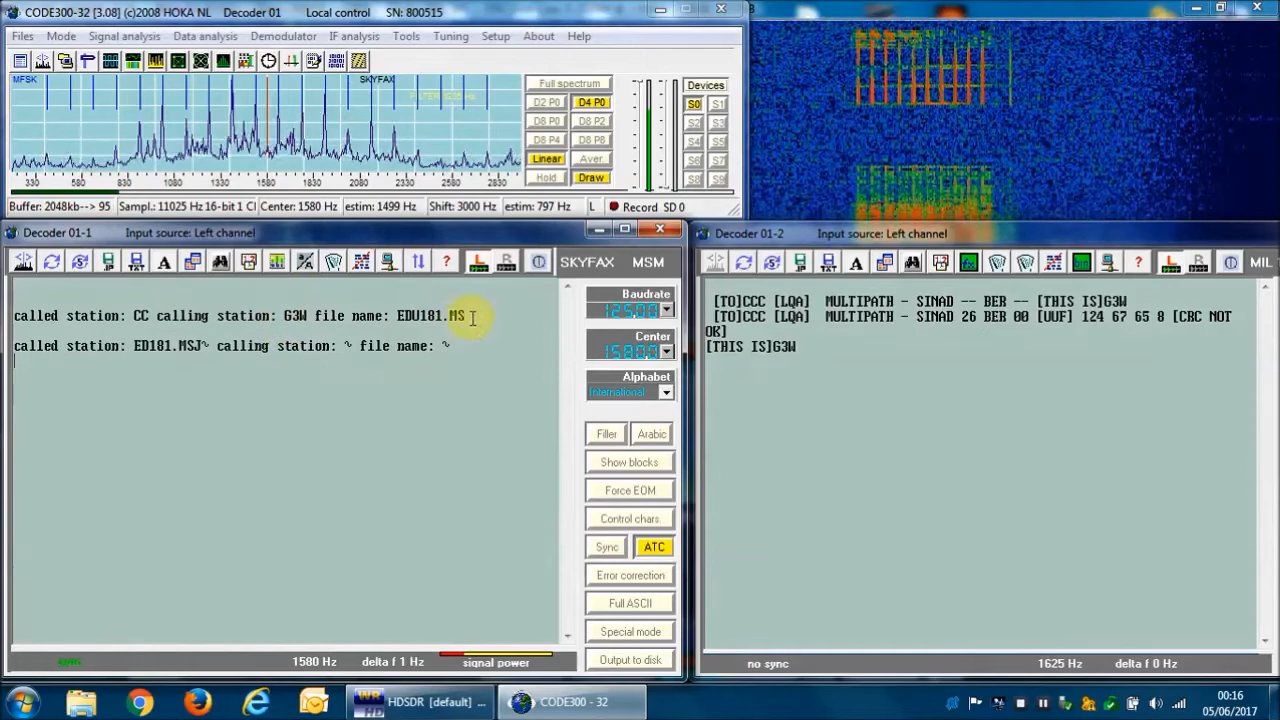 CODE300-32 [3.08] (c)2008 HOKA NL Decoder 01 Local control SN: 800515
Files Mode Signal analysis Data analysis Demodulator IF analysis Tools Tuning Setup About Help
MFSK SKYFAX
Full spectrum
D2 P0 D4 P0
D8 P0 D8 P2
D8 P4 D8 P8
Linear Aver.
Hold Draw
Devices
S0 S1
S2 S3
S4 S5
S6 S7
S8 S9
330 580 830 1080 1330 1580 1830 2080 2330 2580 2830
Buffer: 2048kb--> 95 Sampl.: 11025 Hz-16-bit 1 C Center: 1580 Hz estim: 1499 Hz Shift: 3000 Hz estim: 797 Hz L Record SD 0
Decoder 01-1 Input source: Left channel
SKYFAX MSM
called station: CC calling station: G3W file name: EDU181.MS
called station: ED181.MSJ~ calling station: ~ file name: ~
Baudrate
125.00
Center
1580.0
Alphabet
International
Filler Arabic
Show blocks
Force EOM
Control chars.
Sync ATC
Error correction
Full ASCII
Special mode
Output to disk
sync 1580 Hz delta f 1 Hz signal power
Decoder 01-2 Input source: Left channel
MIL
[TO]CCC [LQA] MULTIPATH - SINAD -- BER -- [THIS IS]G3W
[TO]CCC [LQA] MULTIPATH - SINAD 26 BER 00 [UUF] 124 67 65 8 [CRC NOT
OK]
[THIS IS]G3W
no sync 1625 Hz delta f 0 Hz
HDSDR [default] ...
CODE300 - 32
00:16
05/06/2017